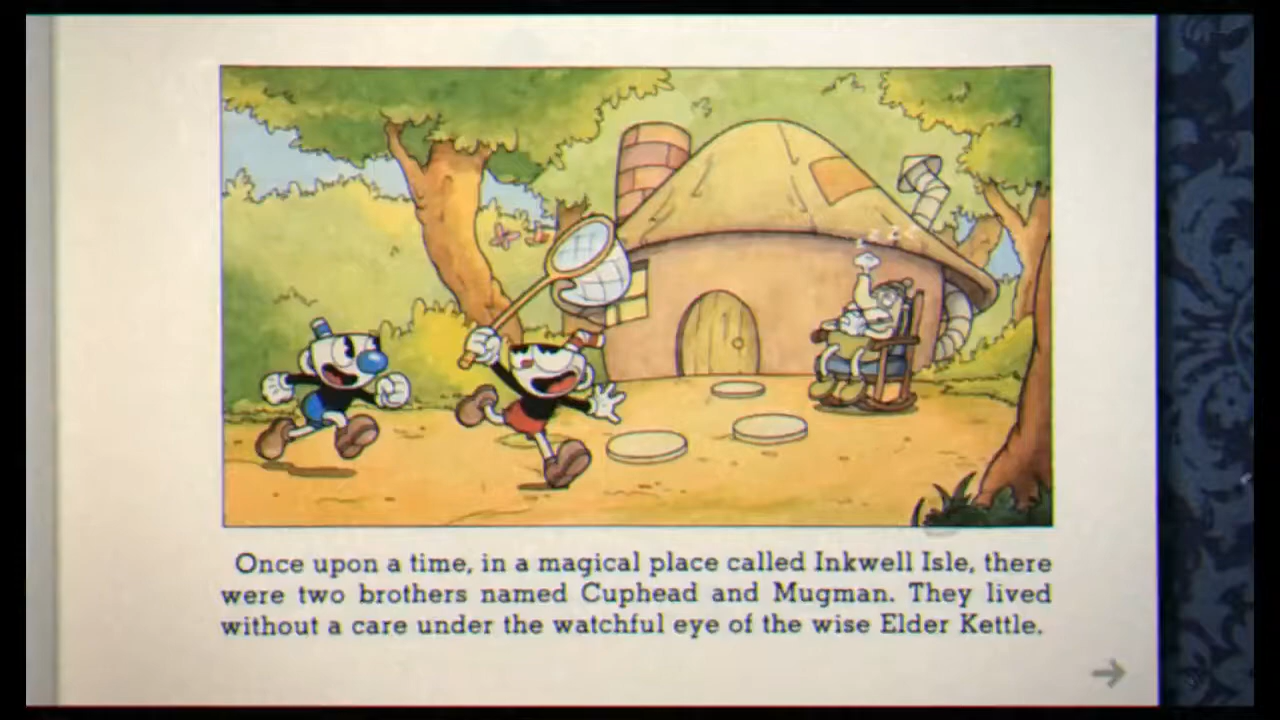 z z z z z
Once upon a time, in a magical place called Inkwell Isle, there
were two brothers named Cuphead and Mugman. They lived
without a care under the watchful eye of the wise Elder Kettle.